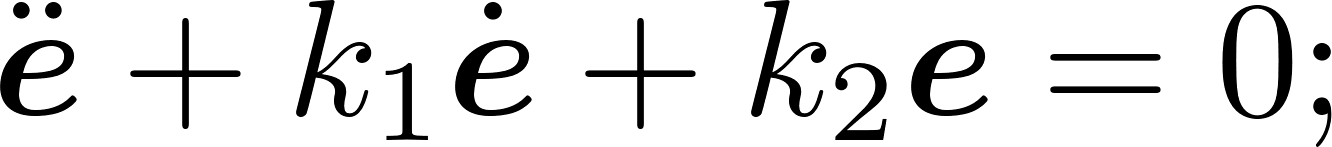 ë + k₁ė + k₂e = 0;